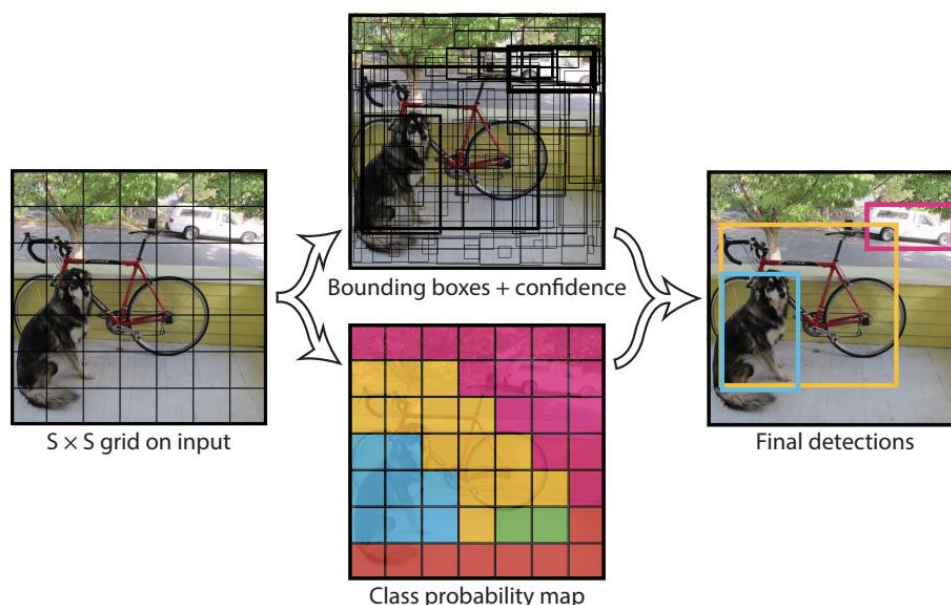 S × S grid on input
Bounding boxes + confidence
Class probability map
Final detections